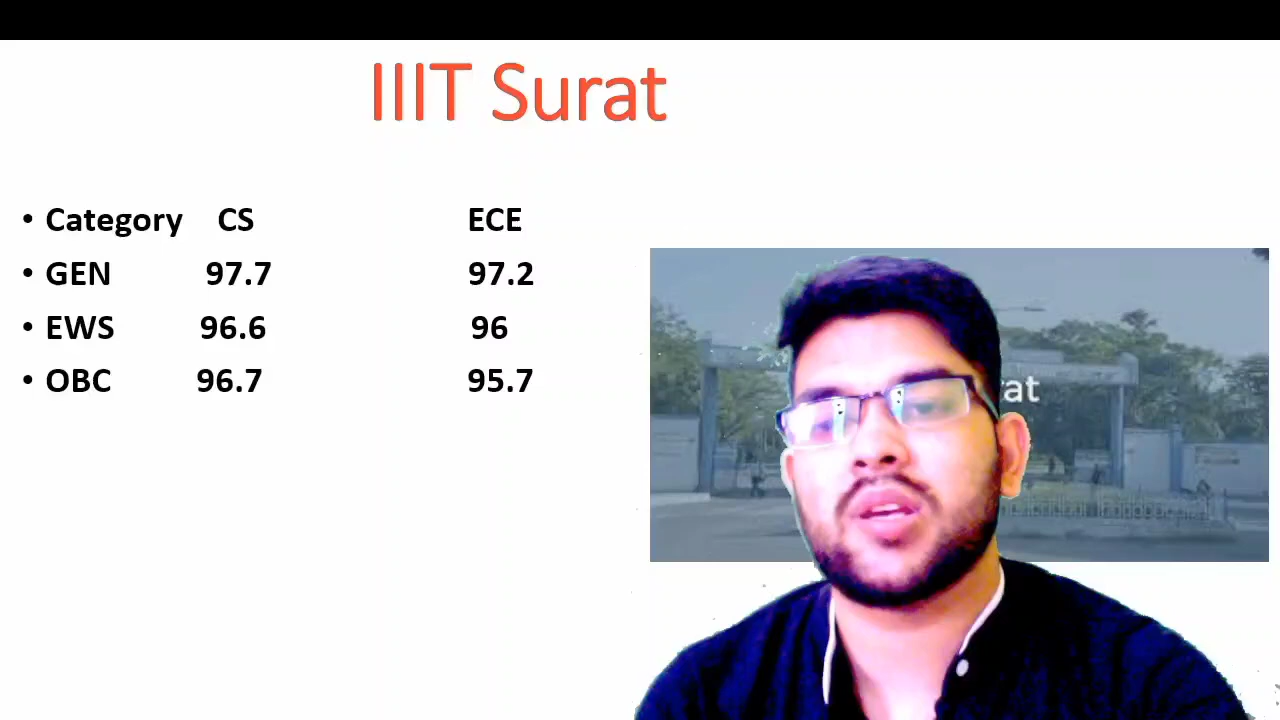 IIIT Surat
• Category CS ECE
• GEN 97.7 97.2
• EWS 96.6 96
• OBC 96.7 95.7
at